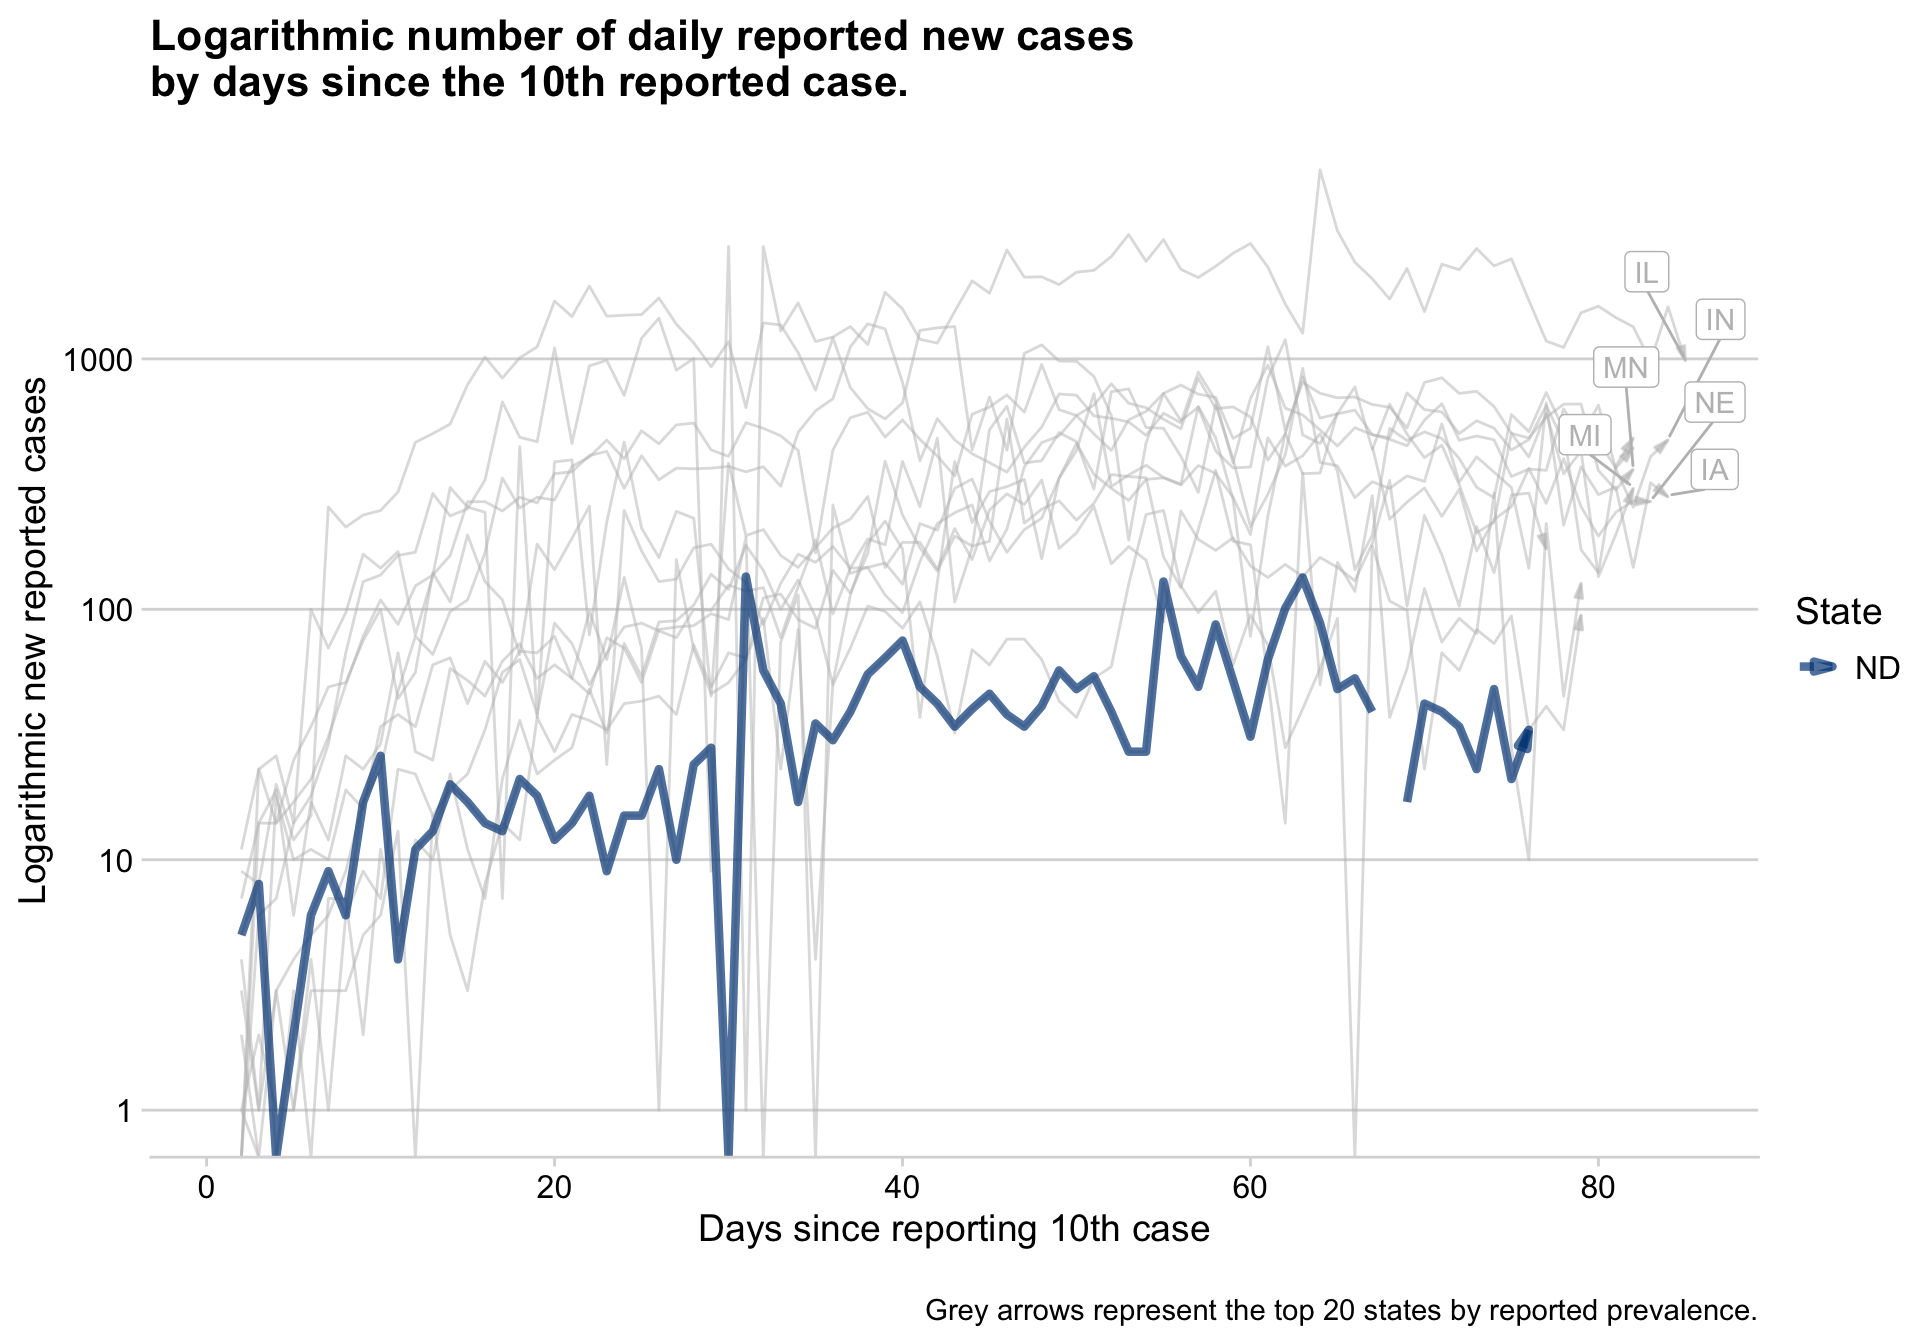 Logarithmic number of daily reported new cases
by days since the 10th reported case.
Logarithmic new reported cases
1000
100
10
1
IL
IN
MN
NE
MI
IA
State
ND
0
20
40
60
80
Days since reporting 10th case
Grey arrows represent the top 20 states by reported prevalence.